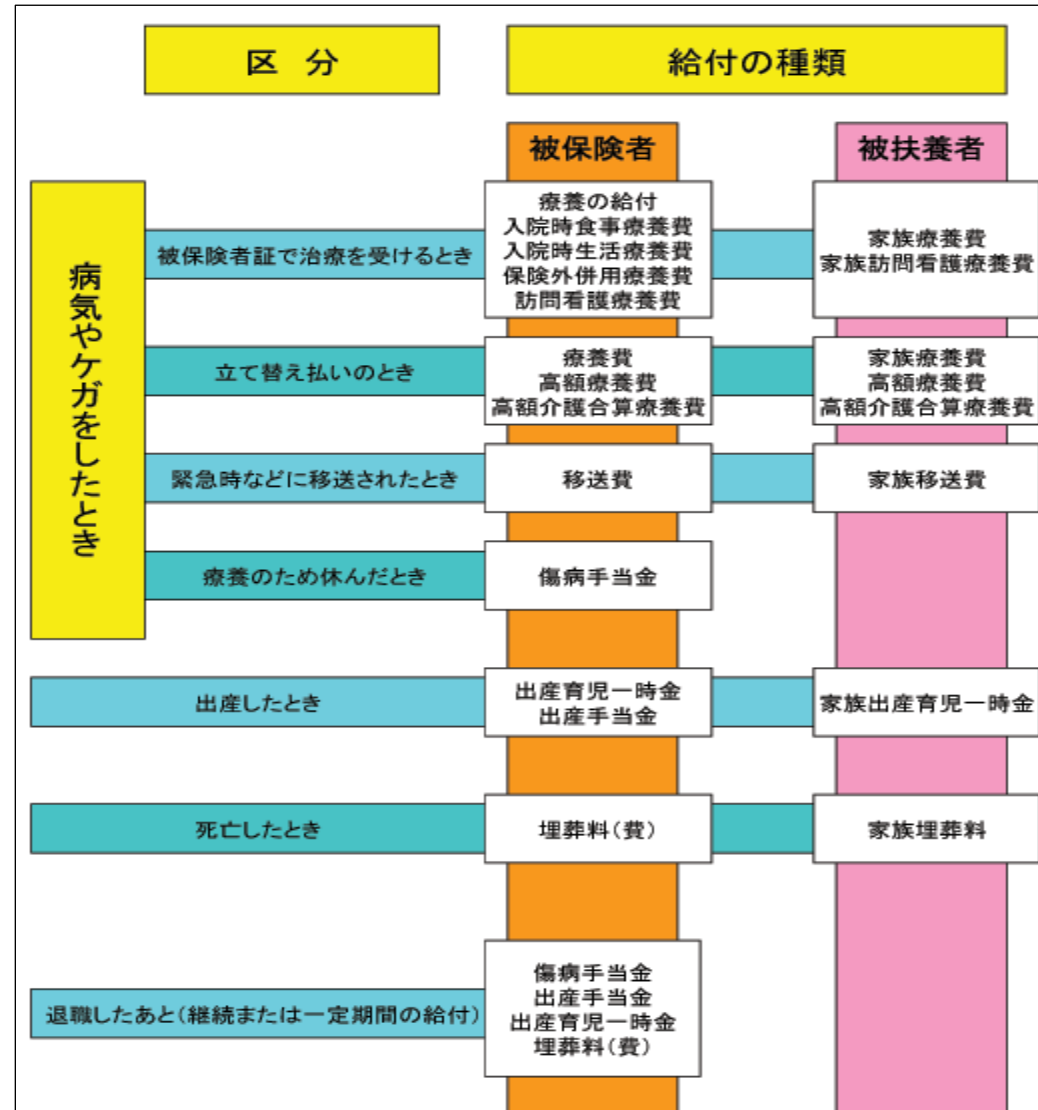 区 分
給付の種類
被保険者
被扶養者
病気やケガをしたとき
被保険者証で治療を受けるとき
療養の給付
入院時食事療養費
入院時生活療養費
保険外併用療養費
訪問看護療養費
家族療養費
家族訪問看護療養費
立て替え払いのとき
療養費
高額療養費
高額介護合算療養費
家族療養費
高額療養費
高額介護合算療養費
緊急時などに移送されたとき
移送費
家族移送費
療養のため休んだとき
傷病手当金
出産したとき
出産育児一時金
出産手当金
家族出産育児一時金
死亡したとき
埋葬料(費)
家族埋葬料
退職したあと(継続または一定期間の給付)
傷病手当金
出産手当金
出産育児一時金
埋葬料(費)